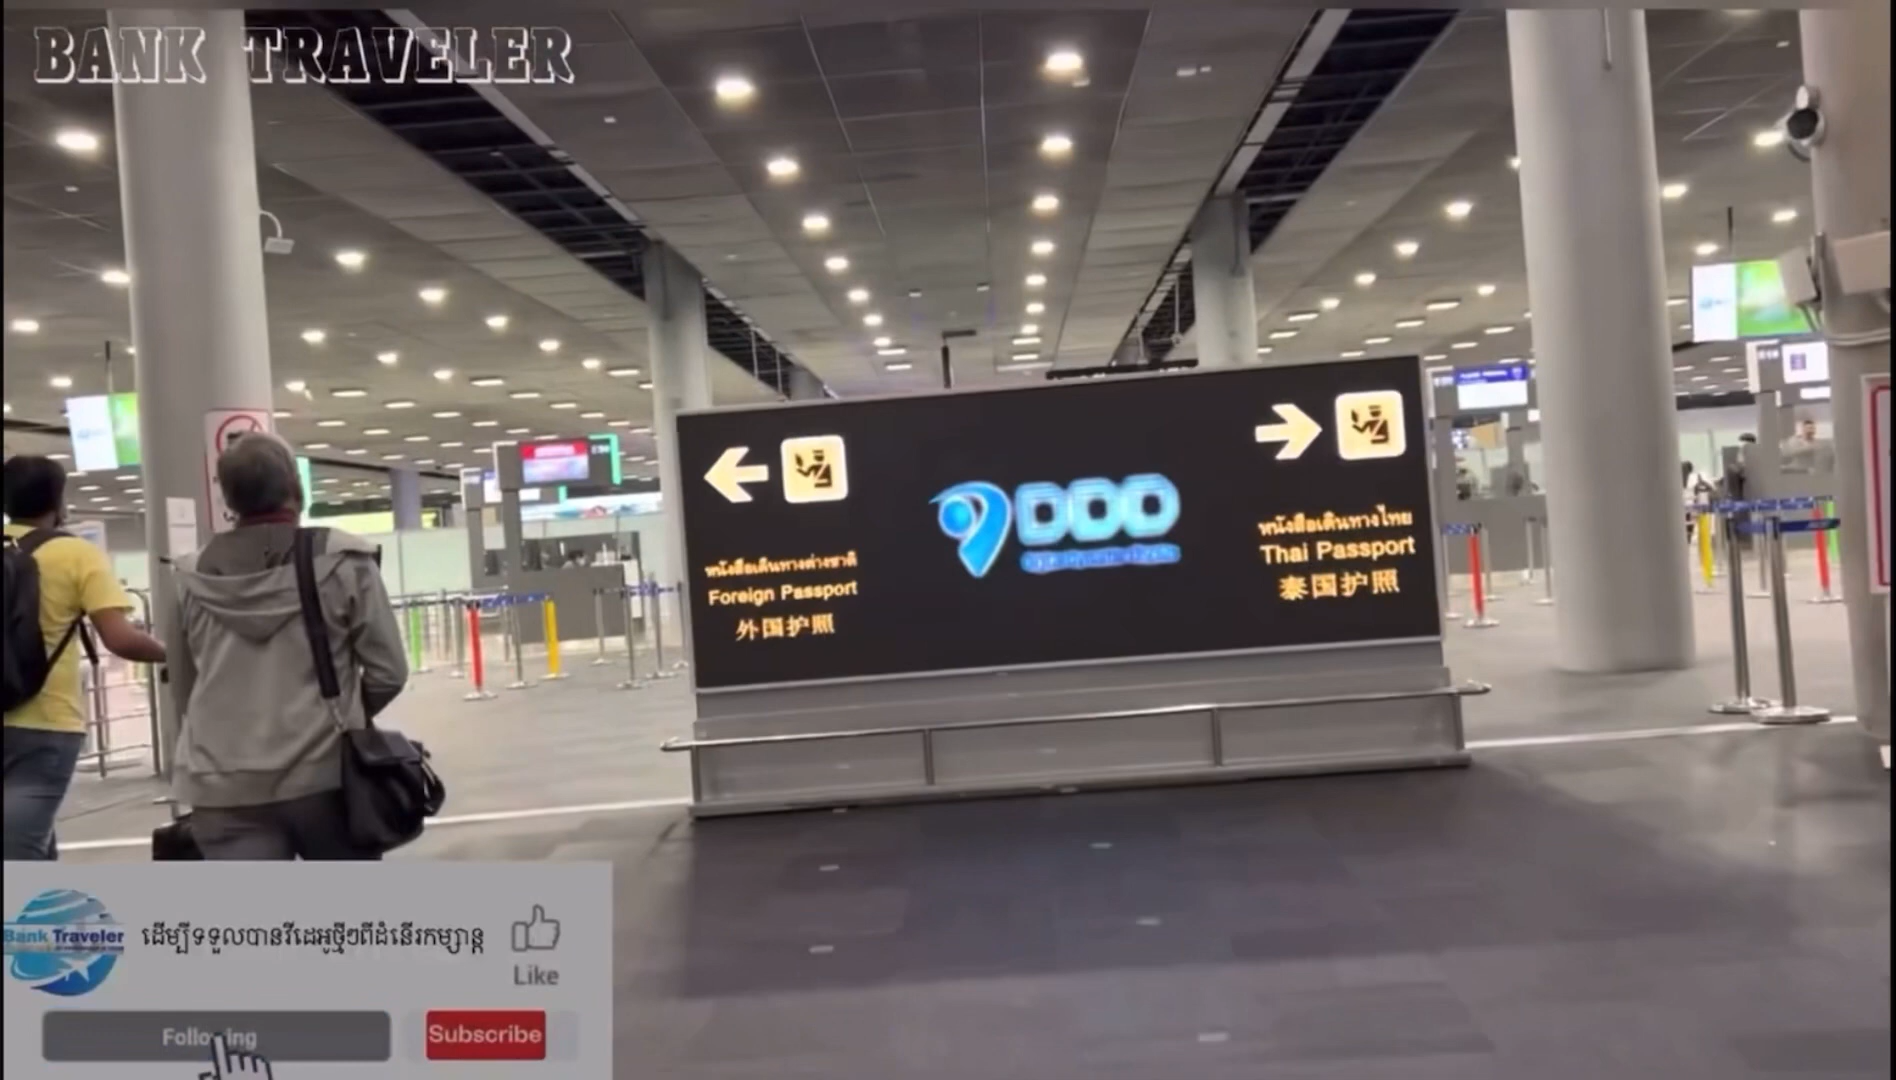 BANK TRAVELER
หนังสือเดินทางต่างชาติ
Foreign Passport
外国护照
DDD
หนังสือเดินทางไทย
Thai Passport
泰国护照
Bank Traveler
ដើម្បីទទួលបានវីដេអូថ្មីៗពីដំនើរកម្សាន្ត
Like
Following
Subscribe